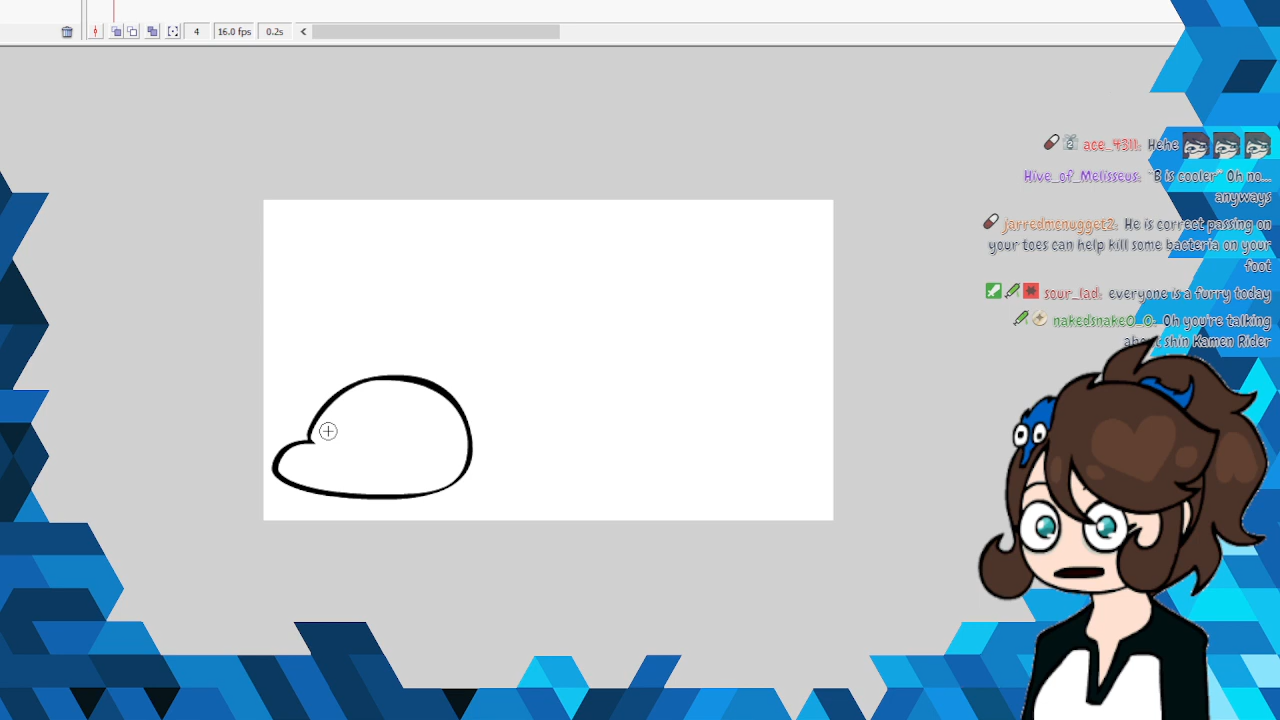 4 16.0 fps 0.2s
ace_4311: Hehe
Hive_of_Melisseus: "B is cooler" Oh no...
anyways
jarredmcnugget2: He is correct passing on
your toes can help kill some bacteria on your
foot
sour_lad: everyone is a furry today
nakedsnake0_0: Oh you're talking
about shin Kamen Rider